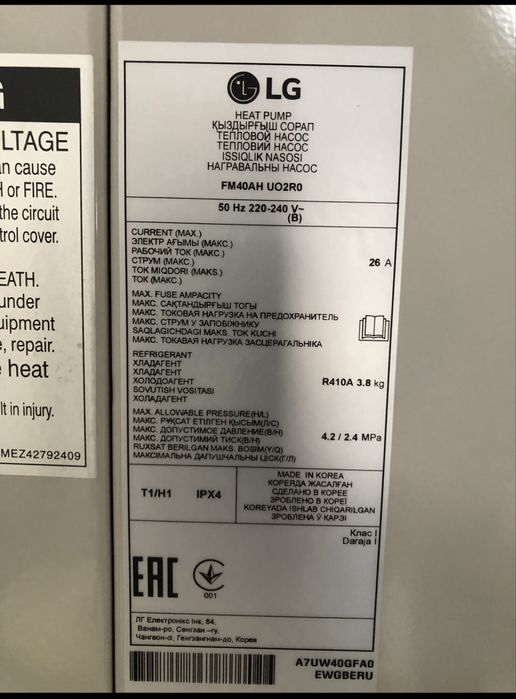 G
LTAGE
an cause
H or FIRE.
the circuit
trol cover.
EATH.
under
uipment
e, repair.
e heat
lt in injury.
MEZ42792409
LG
HEAT PUMP
ҚЫЗДЫРҒЫШ СОРАП
ТЕПЛОВОЙ НАСОС
ТЕПЛОВИЙ НАСОС
ISSIQLIK NASOSI
НАГРАВАЛЬНЫ НАСОС
FM40AH UO2R0
50 Hz 220-240 V~
(В)
CURRENT (MAX.)
ЭЛЕКТР АҒЫМЫ (МАКС.)
РАБОЧИЙ ТОК (МАКС.)
СТРУМ (МАКС.)
TOK MIQDORI (MAKS.)
ТОК (МАКС.)
26 A
MAX. FUSE AMPACITY
МАКС. САҚТАНДЫРҒЫШ ТОГЫ
МАКС. ТОКОВАЯ НАГРУЗКА НА ПРЕДОХРАНИТЕЛЬ
МАКС. СТРУМ У ЗАПОБІЖНИКУ
SAQLAGICHDAGI MAKS. TOK KUCHI
МАКС. ТОКАВАЯ НАГРУЗКА ЗАСЦЕРАГАЛЬНІКА
REFRIGERANT
ХЛАДАГЕНТ
ХЛАДАГЕНТ
ХОЛОДОАГЕНТ
SOVUTISH VOSITASI
ХОЛАДАГЕНТ
R410A 3.8 kg
MAX. ALLOWABLE PRESSURE(H/L)
МАКС. РҰҚСАТ ЕТІЛГЕН ҚЫСЫМ(Л/С)
МАКС. ДОПУСТИМОЕ ДАВЛЕНИЕ(В/Н)
МАКС. ДОПУСТИМИЙ ТИСК(В/Н)
RUXSAT BERILGAN MAKS. BOSIM(Y/Q)
МАКСІМАЛЬНА ДАПУШЧАЛЬНЫ ЦІСК(Г/Л)
4.2 / 2.4 MPa
T1/H1 IPX4
MADE IN KOREA
КОРЕЯДА ЖАСАЛҒАН
СДЕЛАНО В КОРЕЕ
ЗРОБЛЕНО В КОРЕЇ
KOREYADA ISHLAB CHIQARILGAN
ЗРОБЛЕНА Ў КАРЭІ
Клас I
Daraja I
EAC
001
ЛГ Електронікс Інк, 84,
Ванам-ро, Сенгзан –гу,
Чангвон-сі, Генгзангнам-до, Корея
A7UW40GFA0
EWGBERU